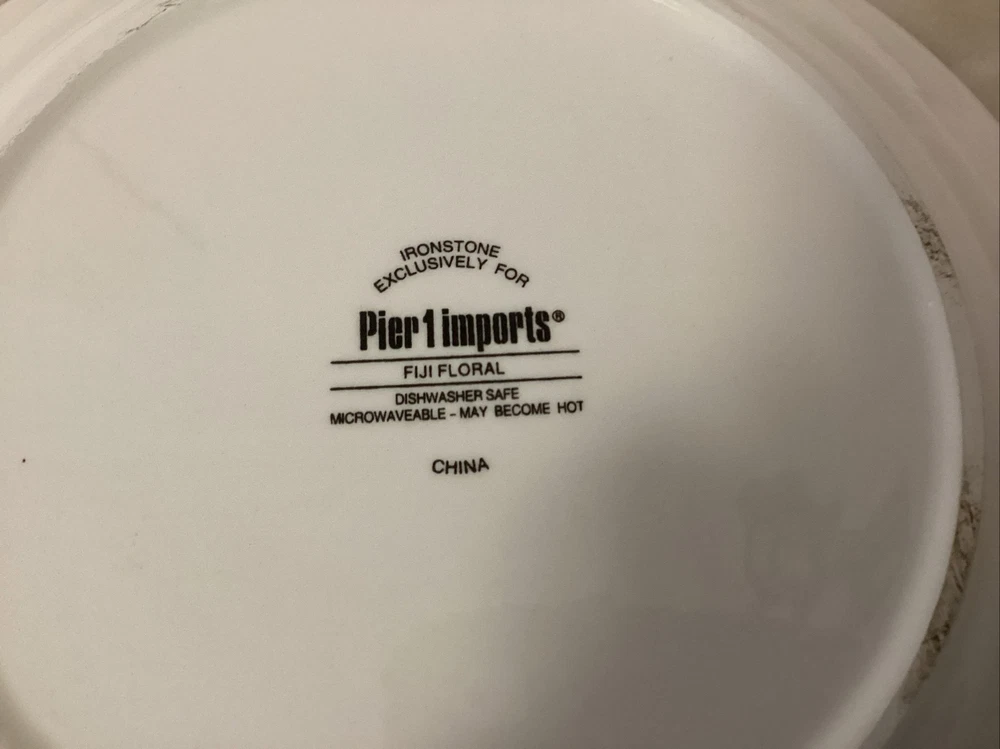 IRONSTONE
EXCLUSIVELY FOR
Pier 1 imports®
FIJI FLORAL
DISHWASHER SAFE
MICROWAVEABLE – MAY BECOME HOT
CHINA